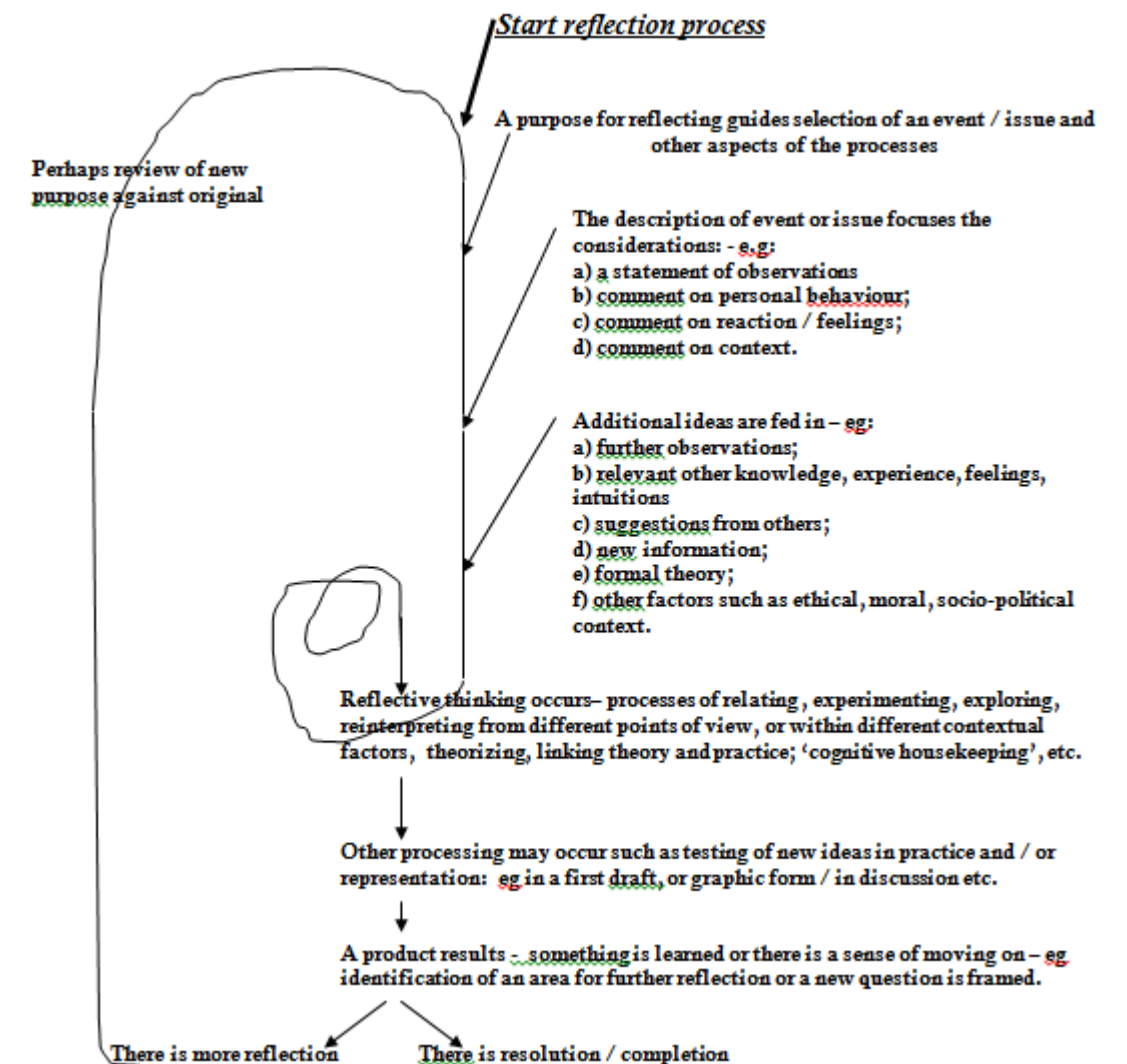 Start reflection process
A purpose for reflecting guides selection of an event / issue and
other aspects of the processes
Perhaps review of new
purpose against original
The description of event or issue focuses the
considerations: - e.g:
a) a statement of observations
b) comment on personal behaviour;
c) comment on reaction / feelings;
d) comment on context.
Additional ideas are fed in – eg:
a) further observations;
b) relevant other knowledge, experience, feelings,
intuitions
c) suggestions from others;
d) new information;
e) formal theory;
f) other factors such as ethical, moral, socio-political
context.
Reflective thinking occurs– processes of relating, experimenting, exploring,
reinterpreting from different points of view, or within different contextual
factors, theorizing, linking theory and practice; ‘cognitive housekeeping’, etc.
Other processing may occur such as testing of new ideas in practice and / or
representation: eg in a first draft, or graphic form / in discussion etc.
A product results - something is learned or there is a sense of moving on – eg
identification of an area for further reflection or a new question is framed.
There is more reflection
There is resolution / completion